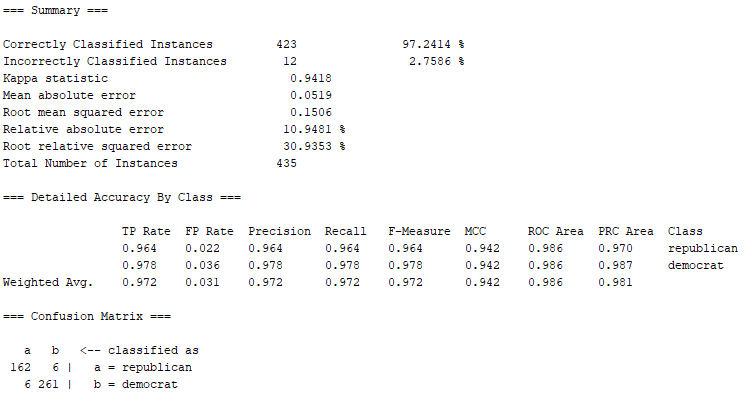 === Summary ===
Correctly Classified Instances 423 97.2414 %
Incorrectly Classified Instances 12 2.7586 %
Kappa statistic 0.9418
Mean absolute error 0.0519
Root mean squared error 0.1506
Relative absolute error 10.9481 %
Root relative squared error 30.9353 %
Total Number of Instances 435
=== Detailed Accuracy By Class ===
TP Rate FP Rate Precision Recall F-Measure MCC ROC Area PRC Area Class
0.964 0.022 0.964 0.964 0.964 0.942 0.986 0.970 republican
0.978 0.036 0.978 0.978 0.978 0.942 0.986 0.987 democrat
Weighted Avg. 0.972 0.031 0.972 0.972 0.972 0.942 0.986 0.981
=== Confusion Matrix ===
a b <-- classified as
162 6 | a = republican
6 261 | b = democrat